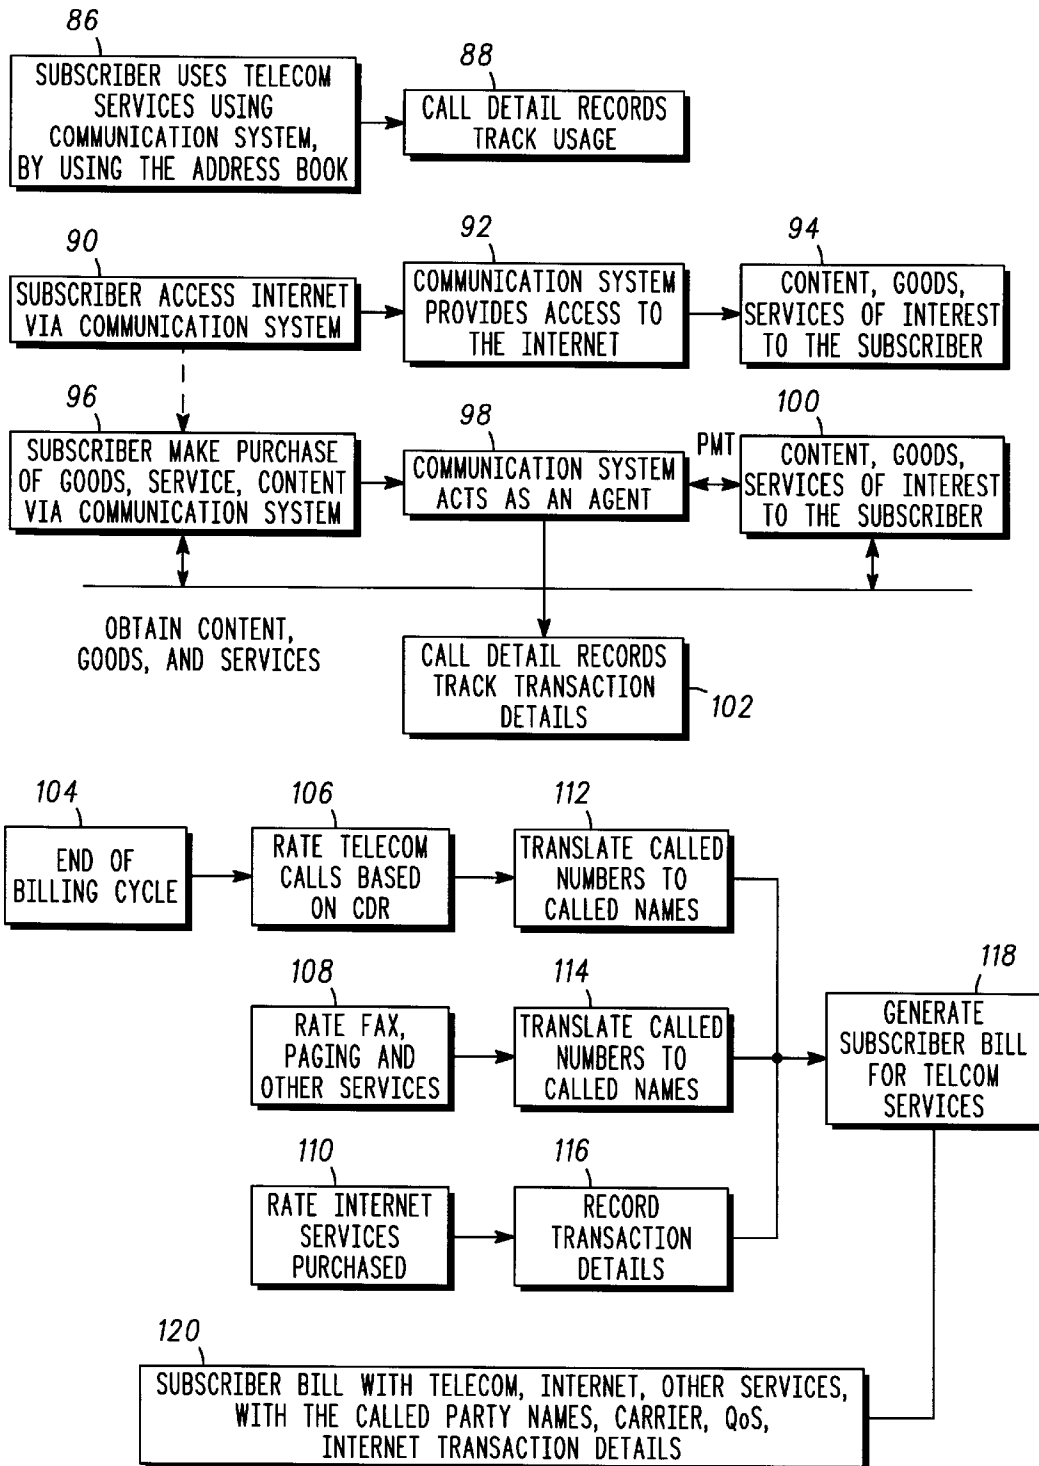 86
SUBSCRIBER USES TELECOM
SERVICES USING
COMMUNICATION SYSTEM,
BY USING THE ADDRESS BOOK
88
CALL DETAIL RECORDS
TRACK USAGE
90
SUBSCRIBER ACCESS INTERNET
VIA COMMUNICATION SYSTEM
92
COMMUNICATION SYSTEM
PROVIDES ACCESS TO
THE INTERNET
94
CONTENT, GOODS,
SERVICES OF INTEREST
TO THE SUBSCRIBER
96
SUBSCRIBER MAKE PURCHASE
OF GOODS, SERVICE, CONTENT
VIA COMMUNICATION SYSTEM
98
COMMUNICATION SYSTEM
ACTS AS AN AGENT
PMT
100
CONTENT, GOODS,
SERVICES OF INTEREST
TO THE SUBSCRIBER
OBTAIN CONTENT,
GOODS, AND SERVICES
CALL DETAIL RECORDS
TRACK TRANSACTION
DETAILS
102
104
END OF
BILLING CYCLE
106
RATE TELECOM
CALLS BASED
ON CDR
112
TRANSLATE CALLED
NUMBERS TO
CALLED NAMES
108
RATE FAX,
PAGING AND
OTHER SERVICES
114
TRANSLATE CALLED
NUMBERS TO
CALLED NAMES
118
GENERATE
SUBSCRIBER BILL
FOR TELCOM
SERVICES
110
RATE INTERNET
SERVICES
PURCHASED
116
RECORD
TRANSACTION
DETAILS
120
SUBSCRIBER BILL WITH TELECOM, INTERNET, OTHER SERVICES,
WITH THE CALLED PARTY NAMES, CARRIER, QoS,
INTERNET TRANSACTION DETAILS